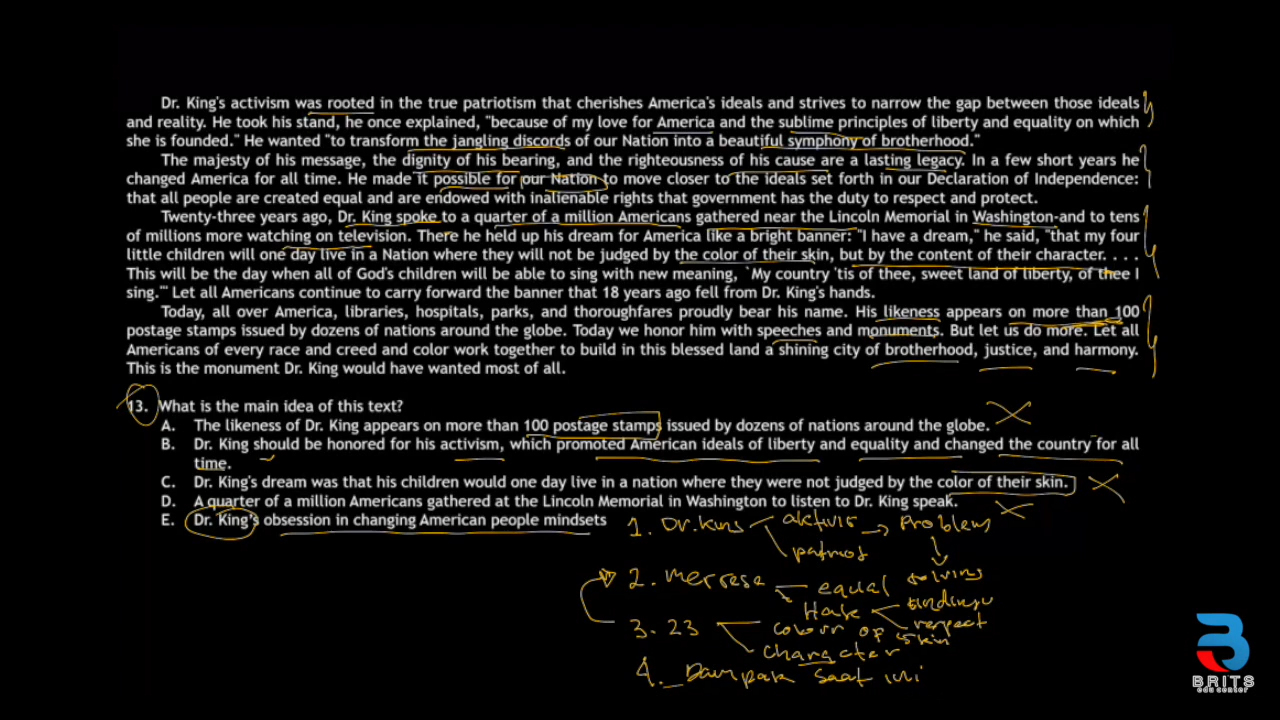 Dr. King's activism was rooted in the true patriotism that cherishes America's ideals and strives to narrow the gap between those ideals
and reality. He took his stand, he once explained, "because of my love for America and the sublime principles of liberty and equality on which
she is founded." He wanted "to transform the jangling discords of our Nation into a beautiful symphony of brotherhood."
The majesty of his message, the dignity of his bearing, and the righteousness of his cause are a lasting legacy. In a few short years he
changed America for all time. He made it possible for our Nation to move closer to the ideals set forth in our Declaration of Independence:
that all people are created equal and are endowed with inalienable rights that government has the duty to respect and protect.
Twenty-three years ago, Dr. King spoke to a quarter of a million Americans gathered near the Lincoln Memorial in Washington-and to tens
of millions more watching on television. There he held up his dream for America like a bright banner: "I have a dream," he said, "that my four
little children will one day live in a Nation where they will not be judged by the color of their skin, but by the content of their character. . . .
This will be the day when all of God's children will be able to sing with new meaning, `My country 'tis of thee, sweet land of liberty, of thee I
sing.'" Let all Americans continue to carry forward the banner that 18 years ago fell from Dr. King's hands.
Today, all over America, libraries, hospitals, parks, and thoroughfares proudly bear his name. His likeness appears on more than 100
postage stamps issued by dozens of nations around the globe. Today we honor him with speeches and monuments. But let us do more. Let all
Americans of every race and creed and color work together to build in this blessed land a shining city of brotherhood, justice, and harmony.
This is the monument Dr. King would have wanted most of all.
13. What is the main idea of this text?
A. The likeness of Dr. King appears on more than 100 postage stamps issued by dozens of nations around the globe.
B. Dr. King should be honored for his activism, which promoted American ideals of liberty and equality and changed the country for all
time.
C. Dr. King's dream was that his children would one day live in a nation where they were not judged by the color of their skin.
D. A quarter of a million Americans gathered at the Lincoln Memorial in Washington to listen to Dr. King speak.
E. Dr. King's obsession in changing American people mindsets
1. Dr. King aktivis Problem
patriot
2. equal solving
Hak
3. 23 colour of skin respect
character
4. Dampak saat ini
BRITS
edu center